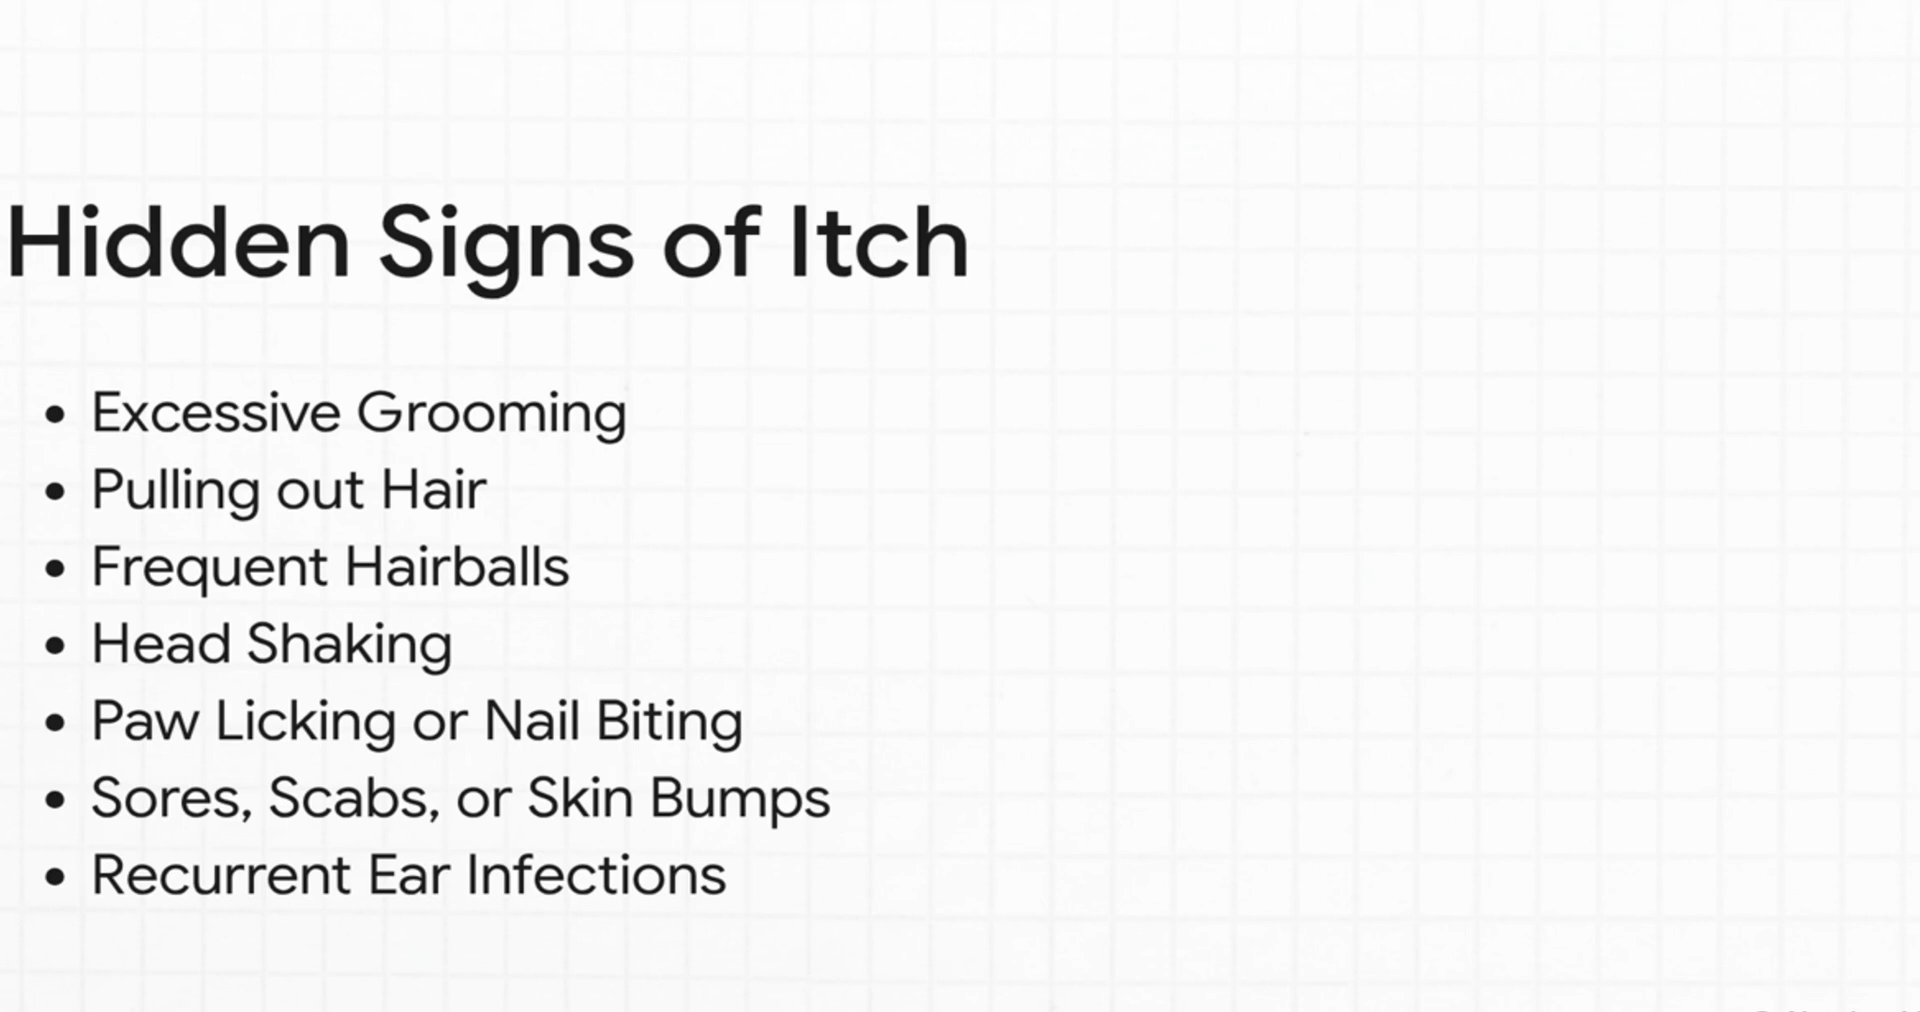 Hidden Signs of Itch
• Excessive Grooming
• Pulling out Hair
• Frequent Hairballs
• Head Shaking
• Paw Licking or Nail Biting
• Sores, Scabs, or Skin Bumps
• Recurrent Ear Infections